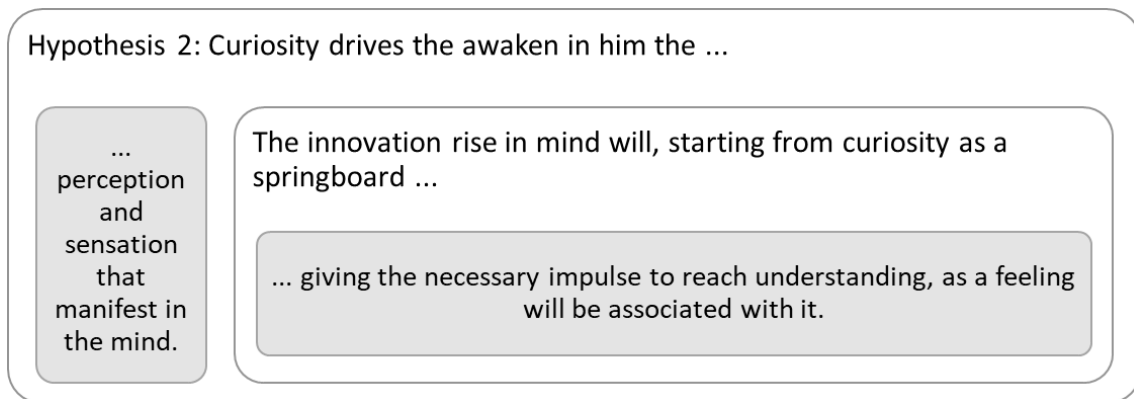 Hypothesis 2: Curiosity drives the awaken in him the ...
...
perception
and
sensation
that
manifest in
the mind.
The innovation rise in mind will, starting from curiosity as a
springboard ...
... giving the necessary impulse to reach understanding, as a feeling
will be associated with it.